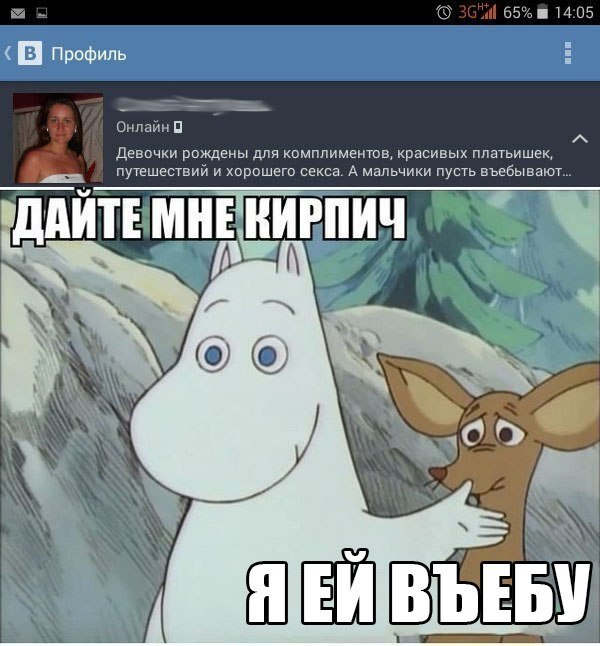 3G H+ 65% 14:05
B Профиль
Онлайн
Девочки рождены для комплиментов, красивых платьишек,
путешествий и хорошего секса. А мальчики пусть въебывают...
ДАЙТЕ МНЕ КИРПИЧ
Я ЕЙ ВЪЕБУ